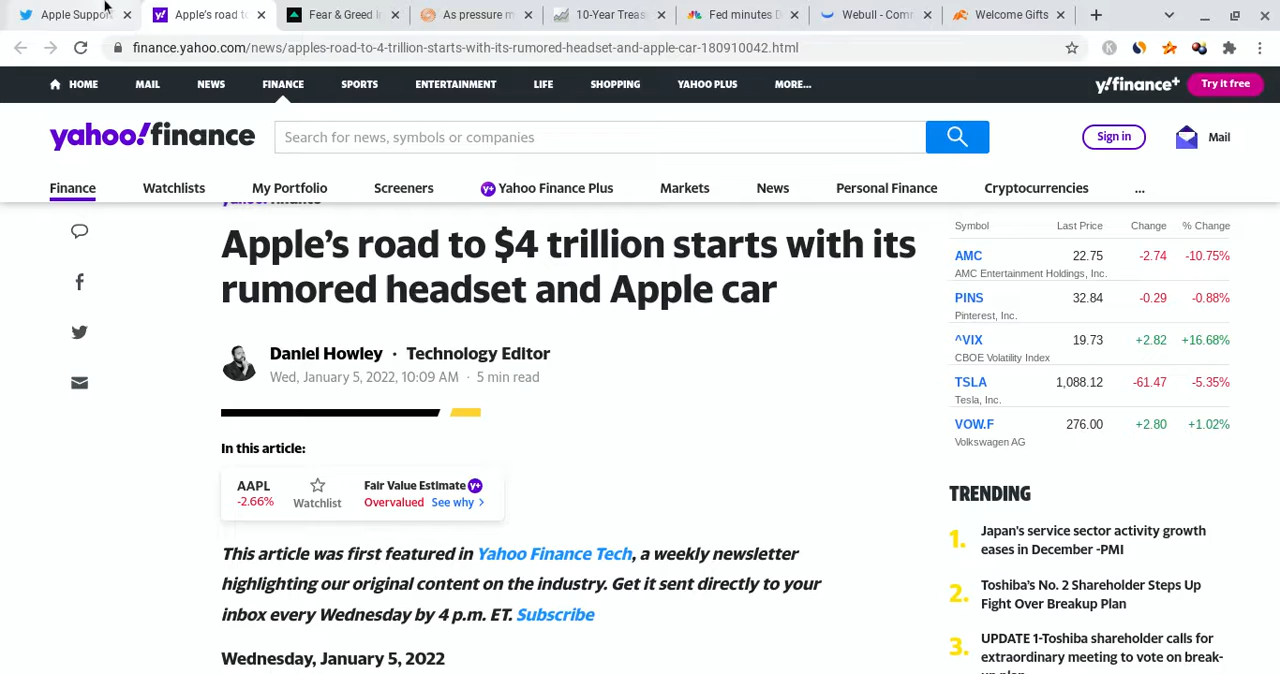 Apple Suppo
Apple's road to
Fear & Greed I
As pressure m
10-Year Treas
Fed minutes D
Webull - Com
Welcome Gifts
finance.yahoo.com/news/apples-road-to-4-trillion-starts-with-its-rumored-headset-and-apple-car-180910042.html
HOME MAIL NEWS FINANCE SPORTS ENTERTAINMENT LIFE SHOPPING YAHOO PLUS MORE... y!finance+ Try it free
yahoo!finance Search for news, symbols or companies Sign in Mail
Finance Watchlists My Portfolio Screeners Y+ Yahoo Finance Plus Markets News Personal Finance Cryptocurrencies ...
yahoo!finance
Apple's road to $4 trillion starts with its
rumored headset and Apple car
Daniel Howley · Technology Editor
Wed, January 5, 2022, 10:09 AM · 5 min read
In this article:
AAPL
-2.66%
Watchlist
Fair Value Estimate Y+
Overvalued See why >
This article was first featured in Yahoo Finance Tech, a weekly newsletter
highlighting our original content on the industry. Get it sent directly to your
inbox every Wednesday by 4 p.m. ET. Subscribe
Wednesday, January 5, 2022
Symbol Last Price Change % Change
AMC 22.75 -2.74 -10.75%
AMC Entertainment Holdings, Inc.
PINS 32.84 -0.29 -0.88%
Pinterest, Inc.
^VIX 19.73 +2.82 +16.68%
CBOE Volatility Index
TSLA 1,088.12 -61.47 -5.35%
Tesla, Inc.
VOW.F 276.00 +2.80 +1.02%
Volkswagen AG
TRENDING
1. Japan's service sector activity growth
eases in December -PMI
2. Toshiba's No. 2 Shareholder Steps Up
Fight Over Breakup Plan
3. UPDATE 1-Toshiba shareholder calls for
extraordinary meeting to vote on break-
up plan